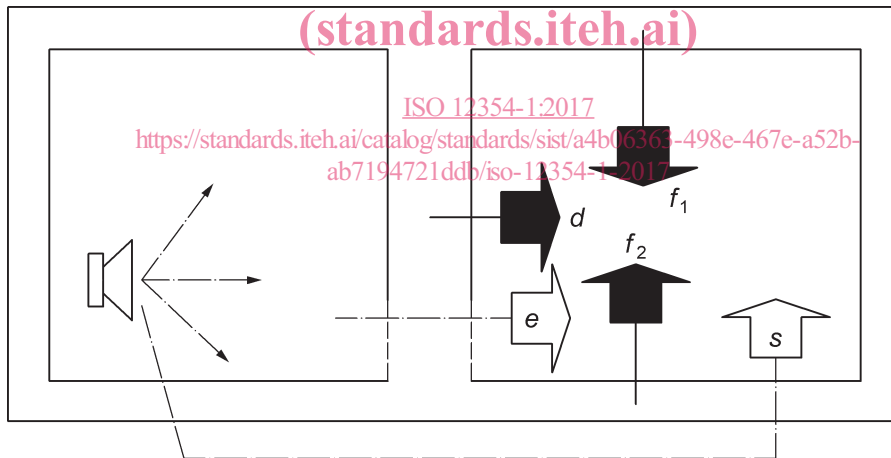 (standards.iteh.ai)
ISO 12354-1:2017
https://standards.iteh.ai/catalog/standards/sist/a4b06363-498e-467e-a52b-
ab7194721ddb/iso-12354-1-2017
f1
d
f2
e
s